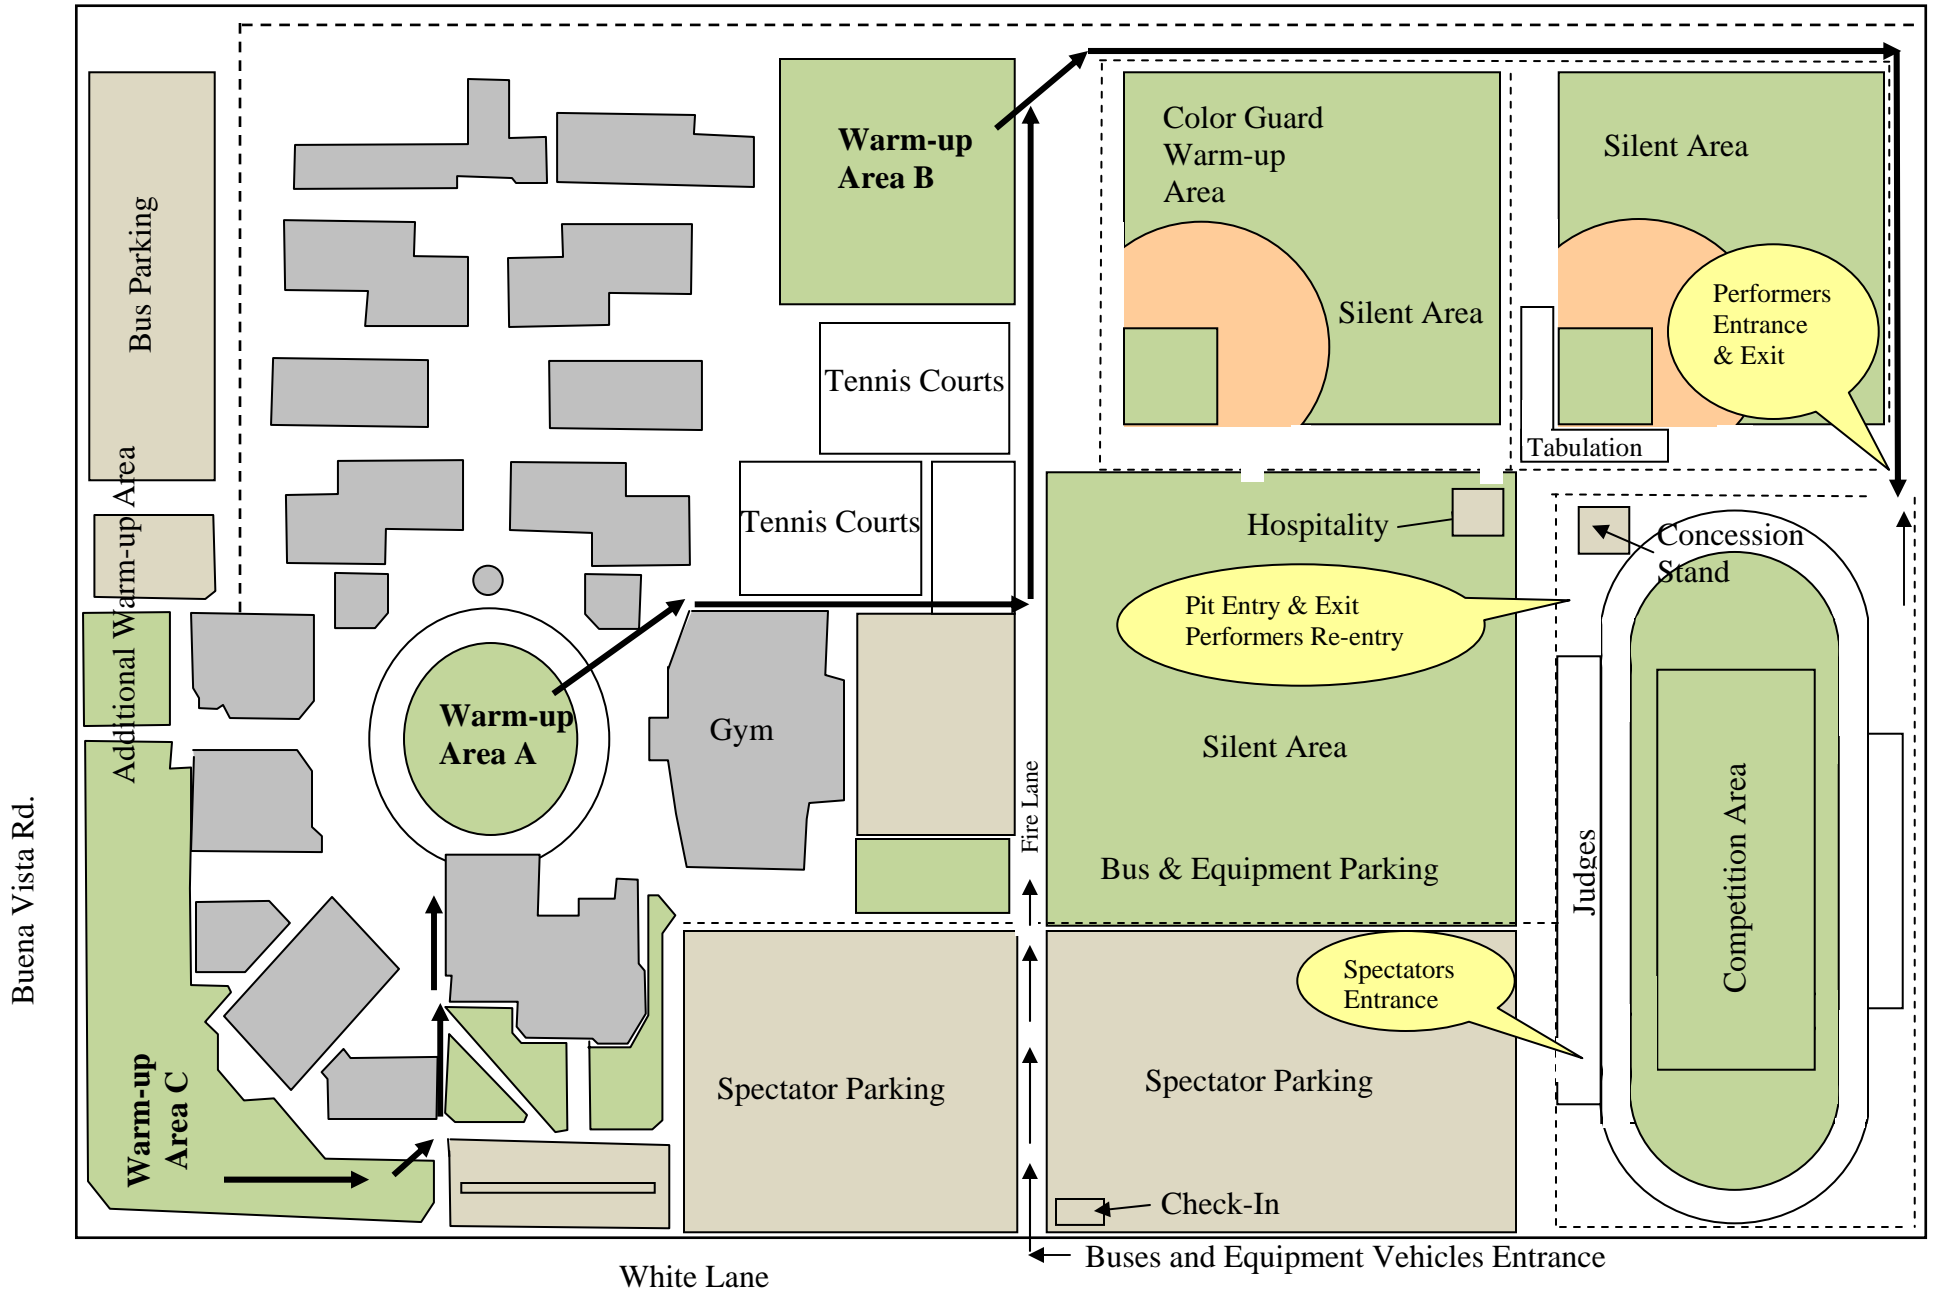 Warm-up
Area B
Color Guard
Warm-up
Area
Silent Area
Silent Area
Performers
Entrance
& Exit
Bus Parking
Tennis Courts
Tabulation
Additional Warm-up Area
Tennis Courts
Hospitality
Concession
Stand
Pit Entry & Exit
Performers Re-entry
Warm-up
Area A
Gym
Silent Area
Fire Lane
Bus & Equipment Parking
Judges
Competition Area
Buena Vista Rd.
Spectators
Entrance
Warm-up
Area C
Spectator Parking
Spectator Parking
Check-In
Buses and Equipment Vehicles Entrance
White Lane